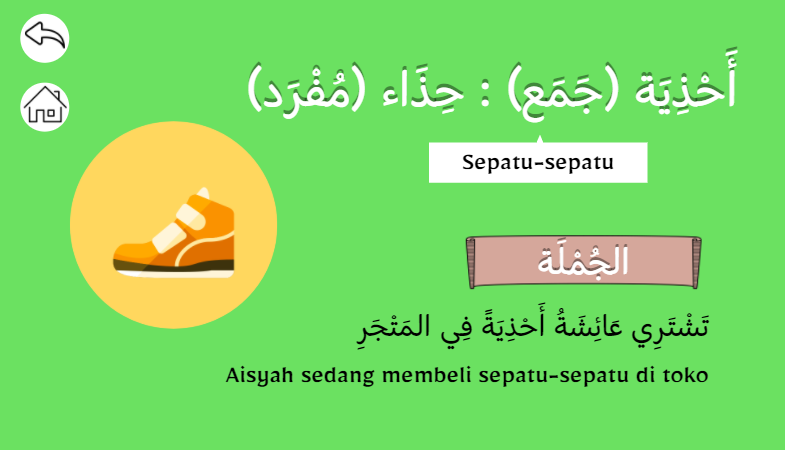 أَحْذِيَة (جَمَع) : حِذَاء (مُفْرَد)
Sepatu-sepatu
الجُمْلَة
تَشْتَرِي عَائِشَةُ أَحْذِيَةً فِي المَتْجَرِ
Aisyah sedang membeli sepatu-sepatu di toko